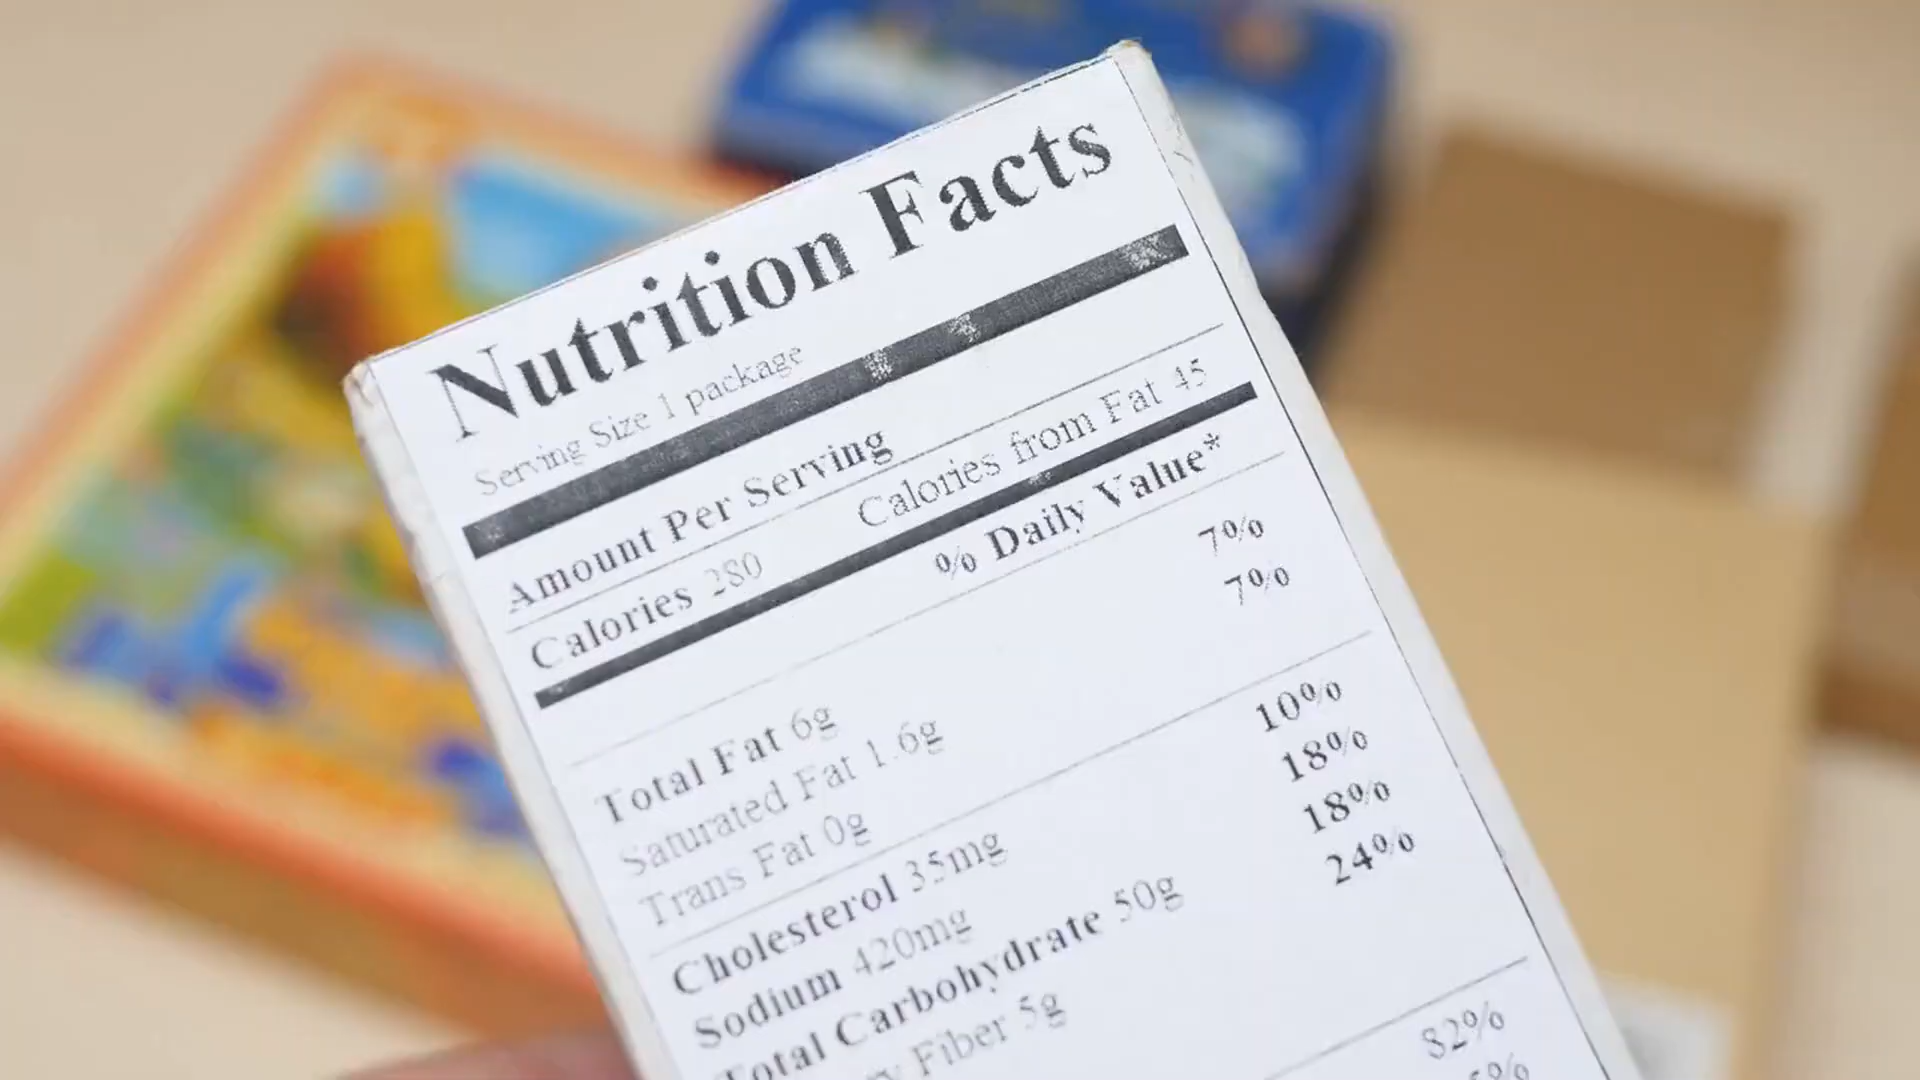 Nutrition Facts
Serving Size 1 package
Amount Per Serving
Calories 280 Calories from Fat 45
% Daily Value*
Total Fat 6g 7%
Saturated Fat 1.6g 7%
Trans Fat 0g
Cholesterol 35mg 10%
Sodium 420mg 18%
Total Carbohydrate 50g 18%
Fiber 5g 24%
82%